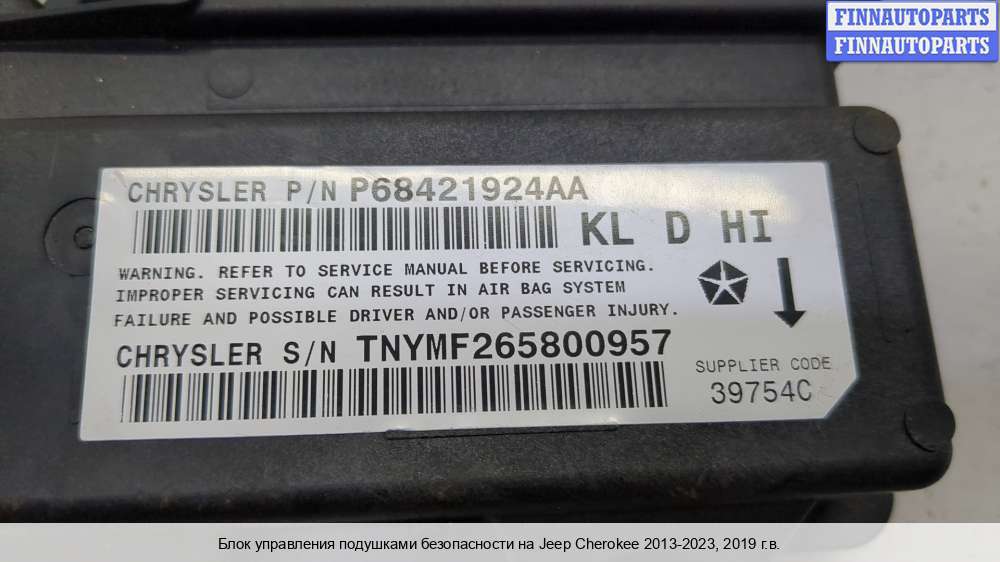 FINNAUTOPARTS
FINNAUTOPARTS
CHRYSLER P/N P68421924AA
KL D HI
WARNING. REFER TO SERVICE MANUAL BEFORE SERVICING.
IMPROPER SERVICING CAN RESULT IN AIR BAG SYSTEM
FAILURE AND POSSIBLE DRIVER AND/OR PASSENGER INJURY.
CHRYSLER S/N TNYMF265800957
SUPPLIER CODE
39754C
Блок управления подушками безопасности на Jeep Cherokee 2013-2023, 2019 г.в.